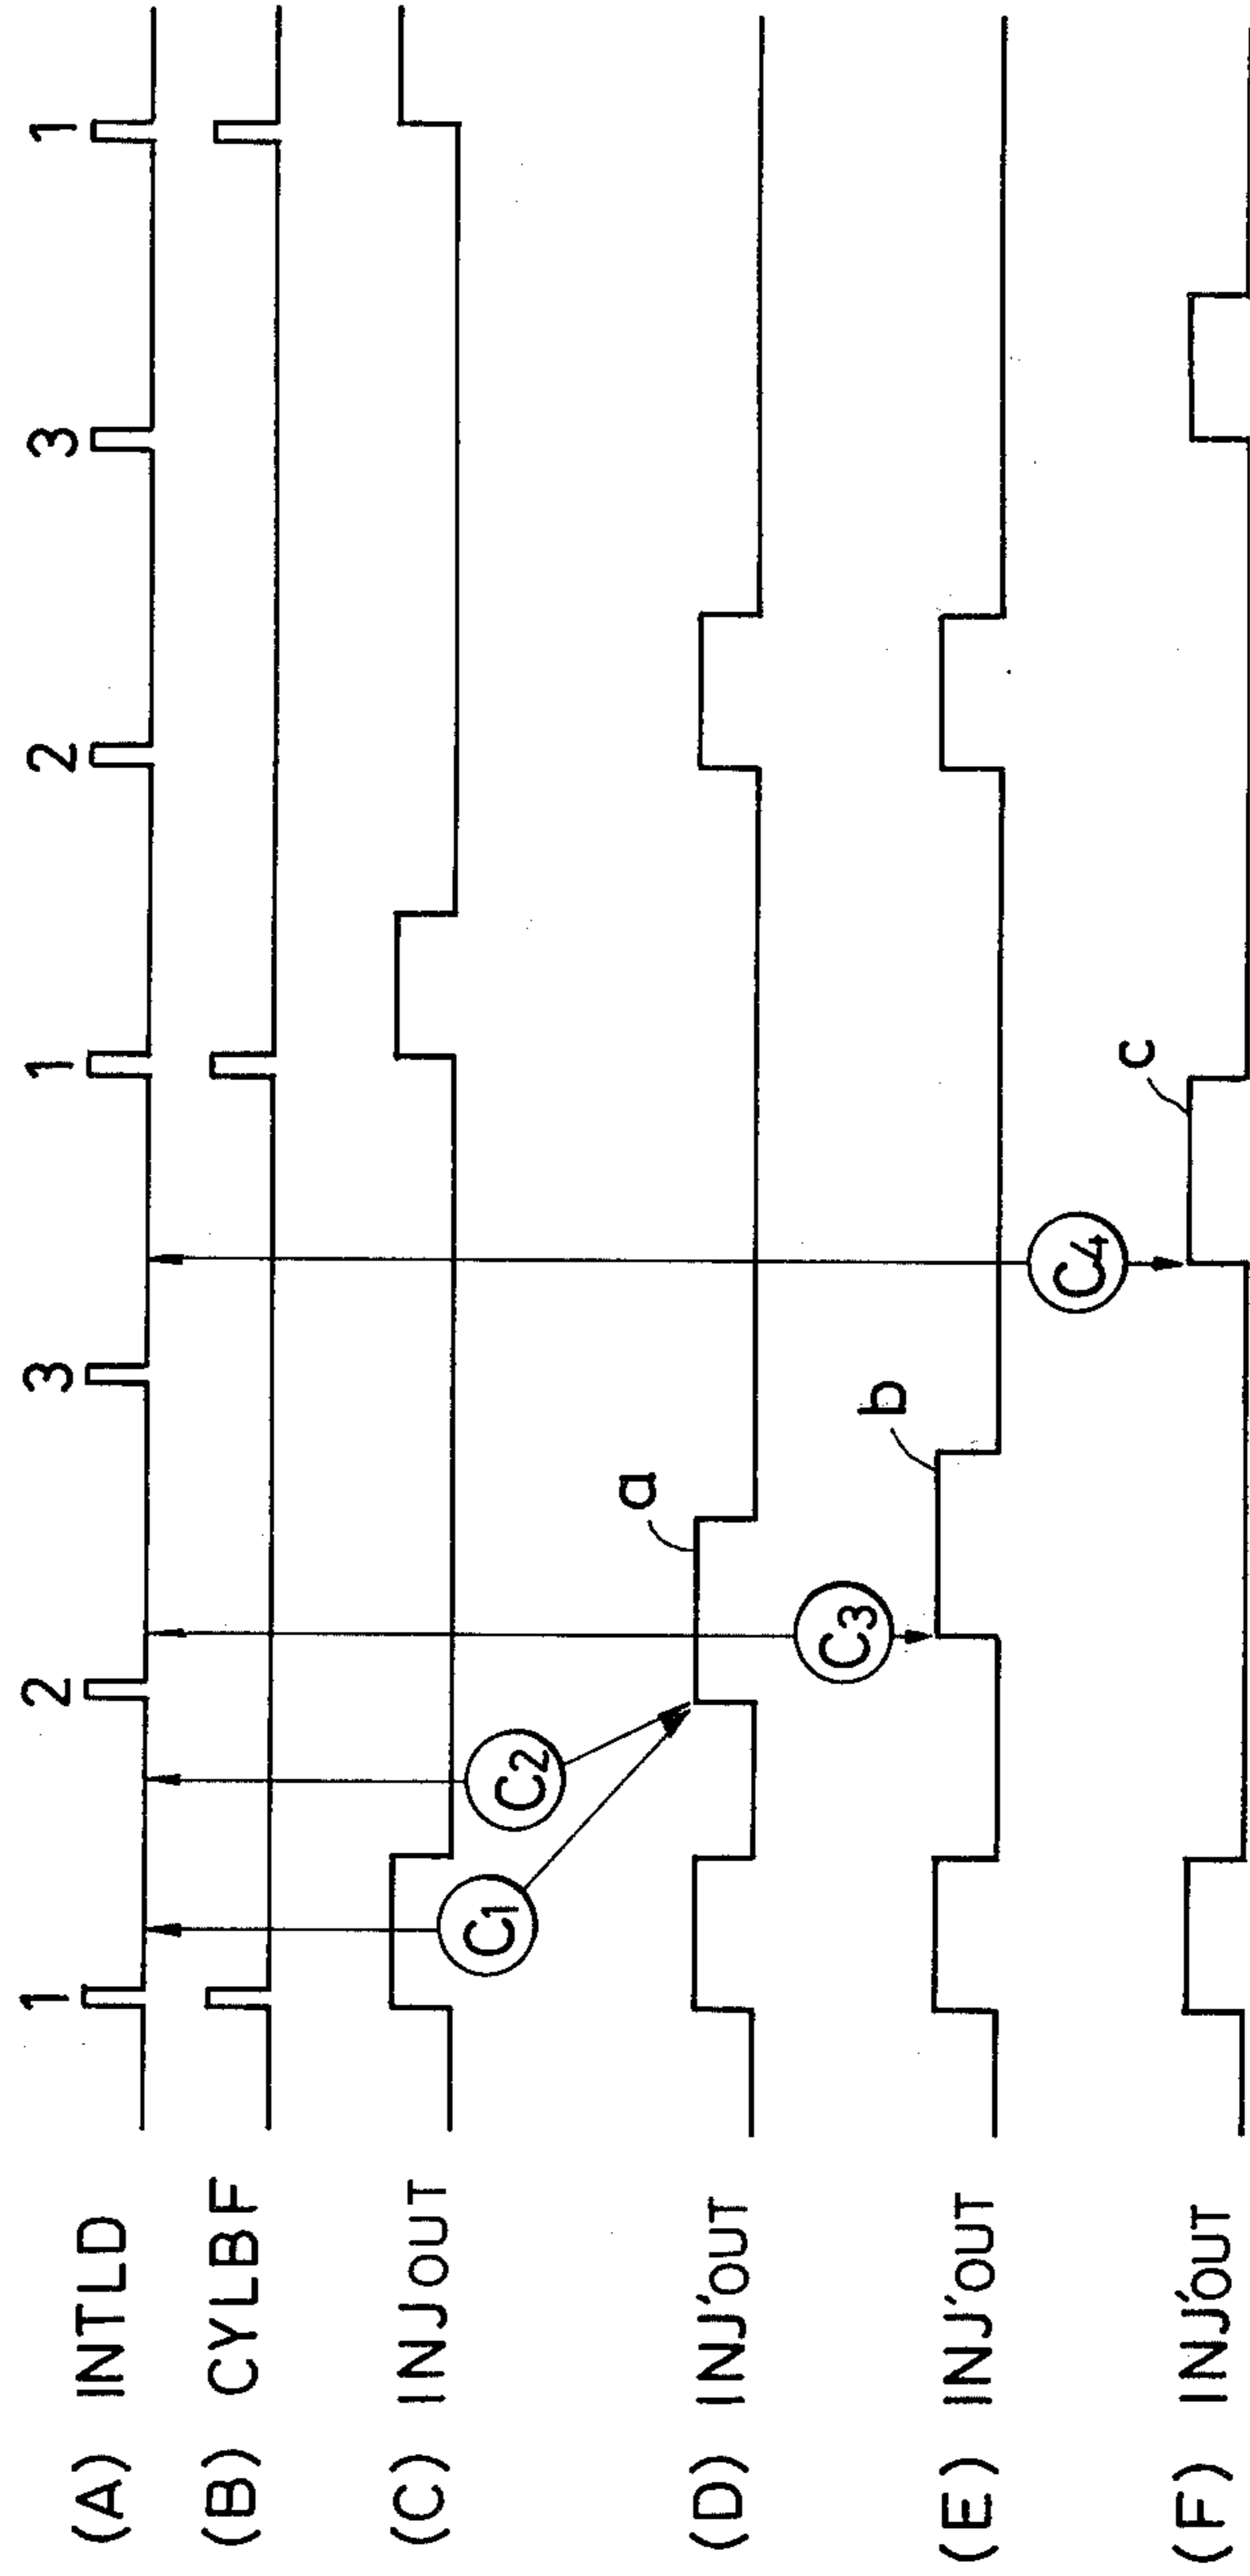 1 2 3 1 2 3 1
(A) INTLD
(B) CYLBF
(C) INJOUT
C1
C2
a
(D) INJ'OUT
C3
b
(E) INJ'OUT
C4
c
(F) INJ'OUT